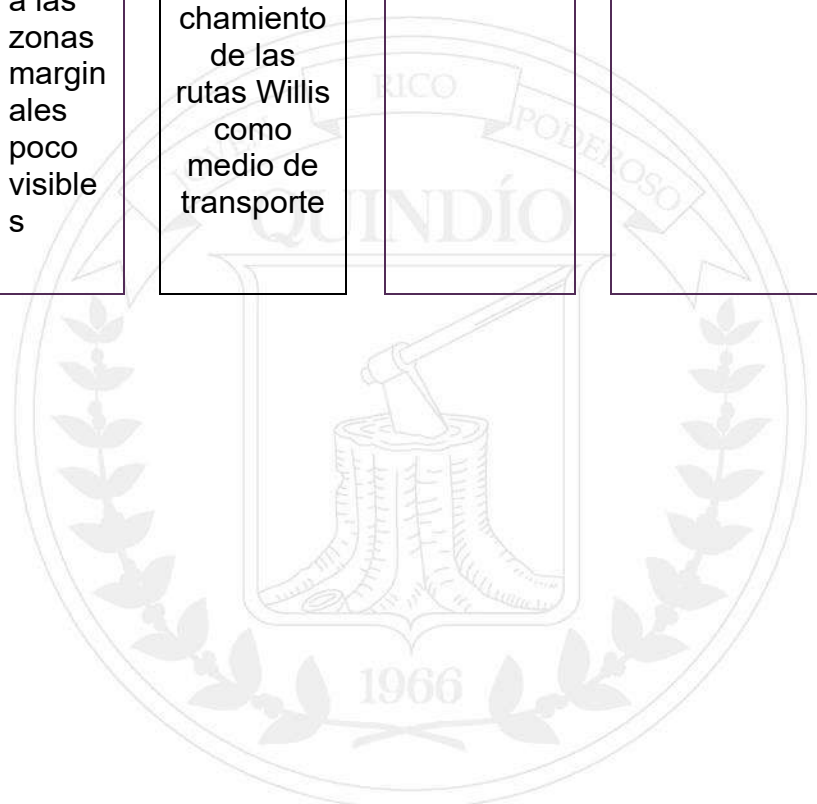 a las
zonas
margin
ales
poco
visible
s
chamiento
de las
rutas Willis
como
medio de
transporte
JOVEN RICO PODEROSO
QUINDÍO
1966